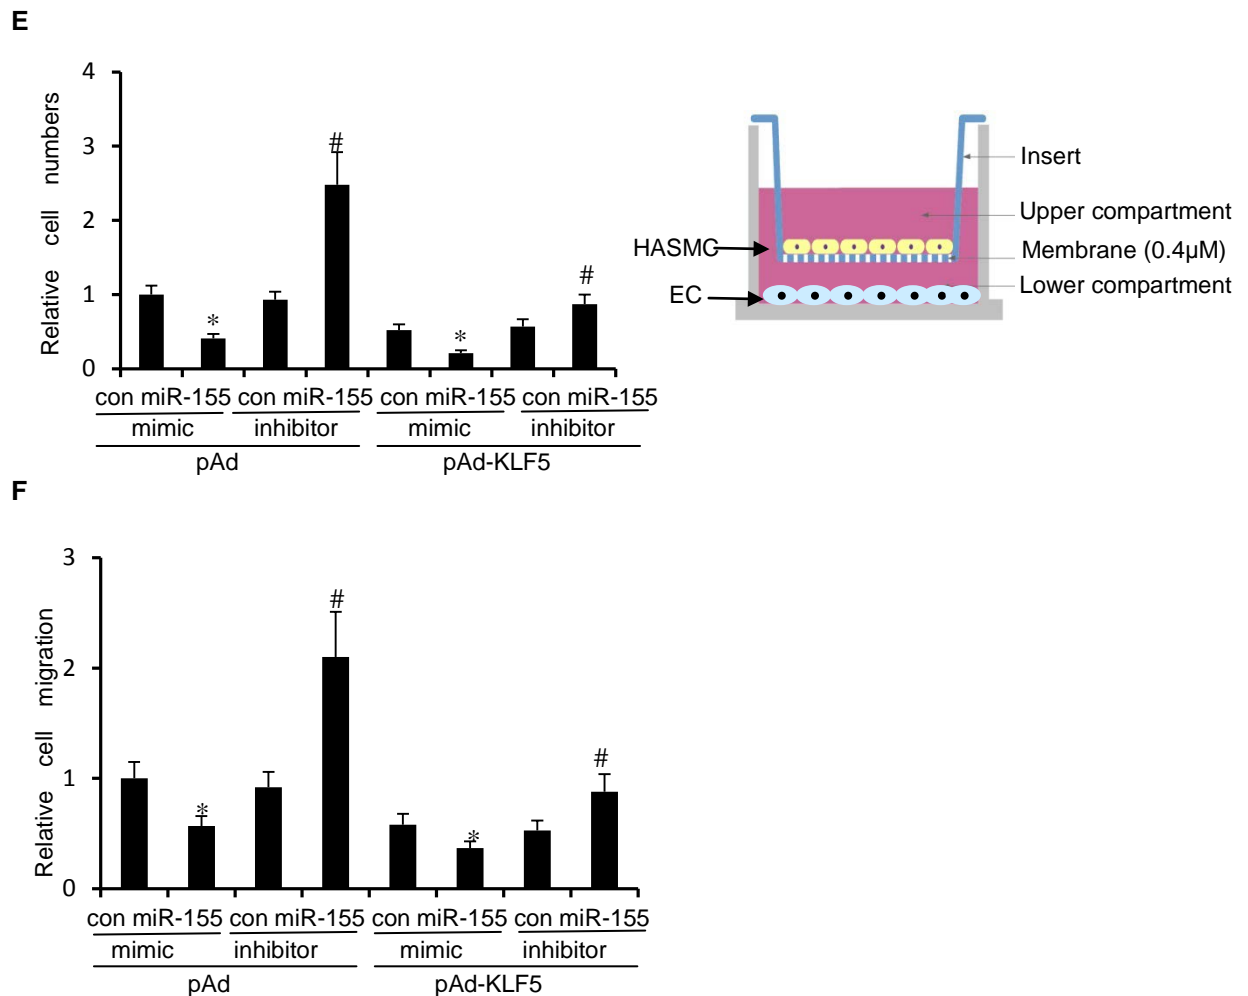 E
4
3
2
1
0
Relative cell numbers
#
*
#
*
con miR-155 con miR-155 con miR-155 con miR-155
mimic inhibitor mimic inhibitor
pAd pAd-KLF5
Insert
Upper compartment
HASMC
Membrane (0.4μM)
EC
Lower compartment
F
3
2
1
0
Relative cell migration
#
#
*
*
con miR-155 con miR-155 con miR-155 con miR-155
mimic inhibitor mimic inhibitor
pAd pAd-KLF5